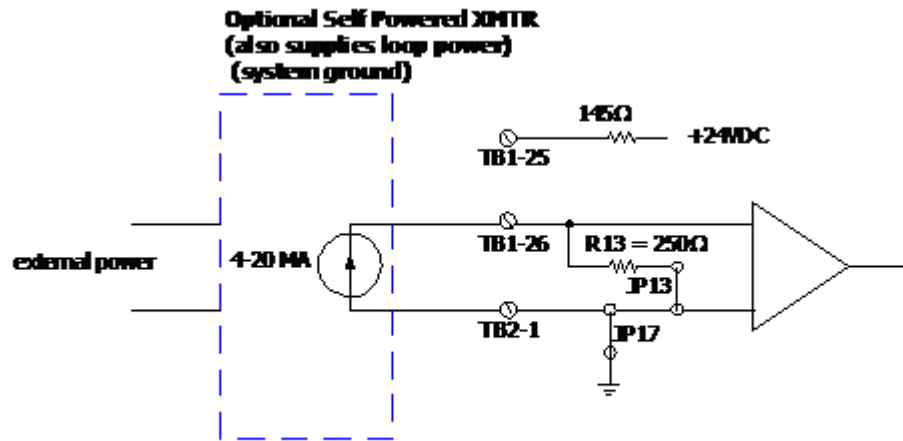 Optional Self Powered XMTR
(also supplies loop power)
(system ground)
145Ω
+24VDC
TB1-25
TB1-26
R13 = 250Ω
external power
4-20 MA
JP13
TB2-1
JP17